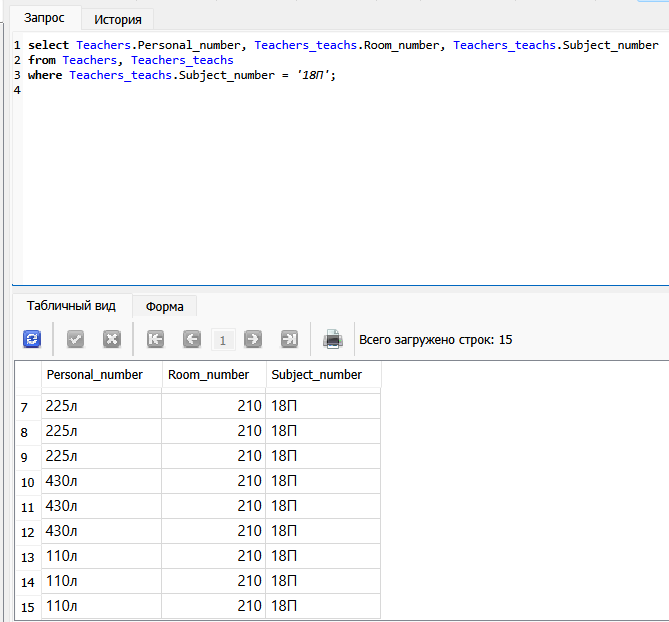 Запрос История
1 select Teachers.Personal_number, Teachers_teachs.Room_number, Teachers_teachs.Subject_number
2 from Teachers, Teachers_teachs
3 where Teachers_teachs.Subject_number = '18П';
4
Табличный вид Форма
1 Всего загружено строк: 15
Personal_number Room_number Subject_number
7 225л 210 18П
8 225л 210 18П
9 225л 210 18П
10 430л 210 18П
11 430л 210 18П
12 430л 210 18П
13 110л 210 18П
14 110л 210 18П
15 110л 210 18П